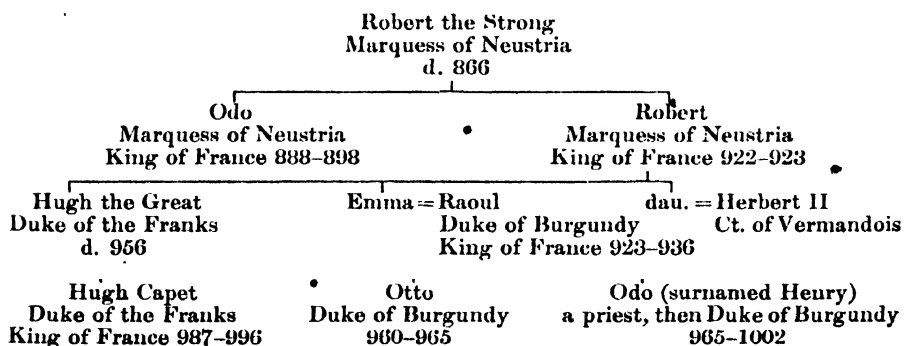 Robert the Strong
Marquess of Neustria
d. 866
Odo Robert
Marquess of Neustria Marquess of Neustria
King of France 888–898 King of France 922–923
Hugh the Great Emma = Raoul dau. = Herbert II
Duke of the Franks Duke of Burgundy Ct. of Vermandois
d. 956 King of France 923–936
Hugh Capet Otto Odo (surnamed Henry)
Duke of the Franks Duke of Burgundy a priest, then Duke of Burgundy
King of France 987–996 960–965 965–1002